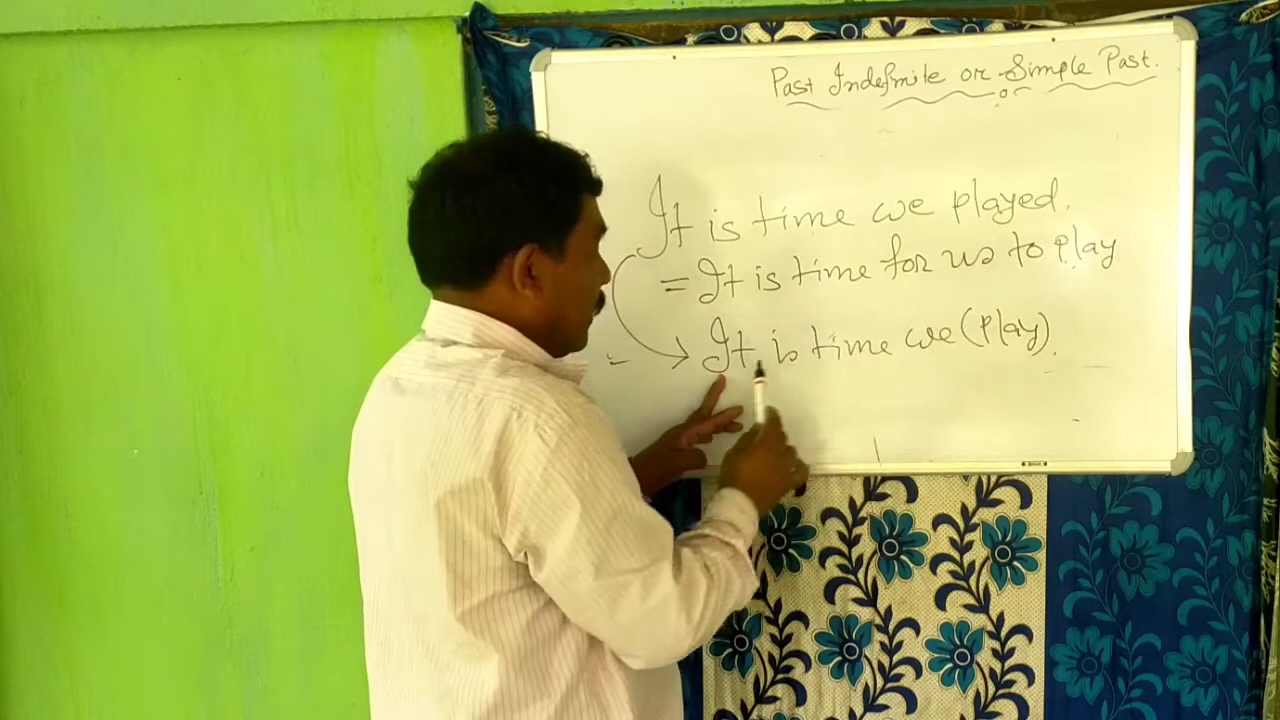 Past Indefinite or Simple Past.
It is time we played.
= It is time for us to play
→ It is time we (play).